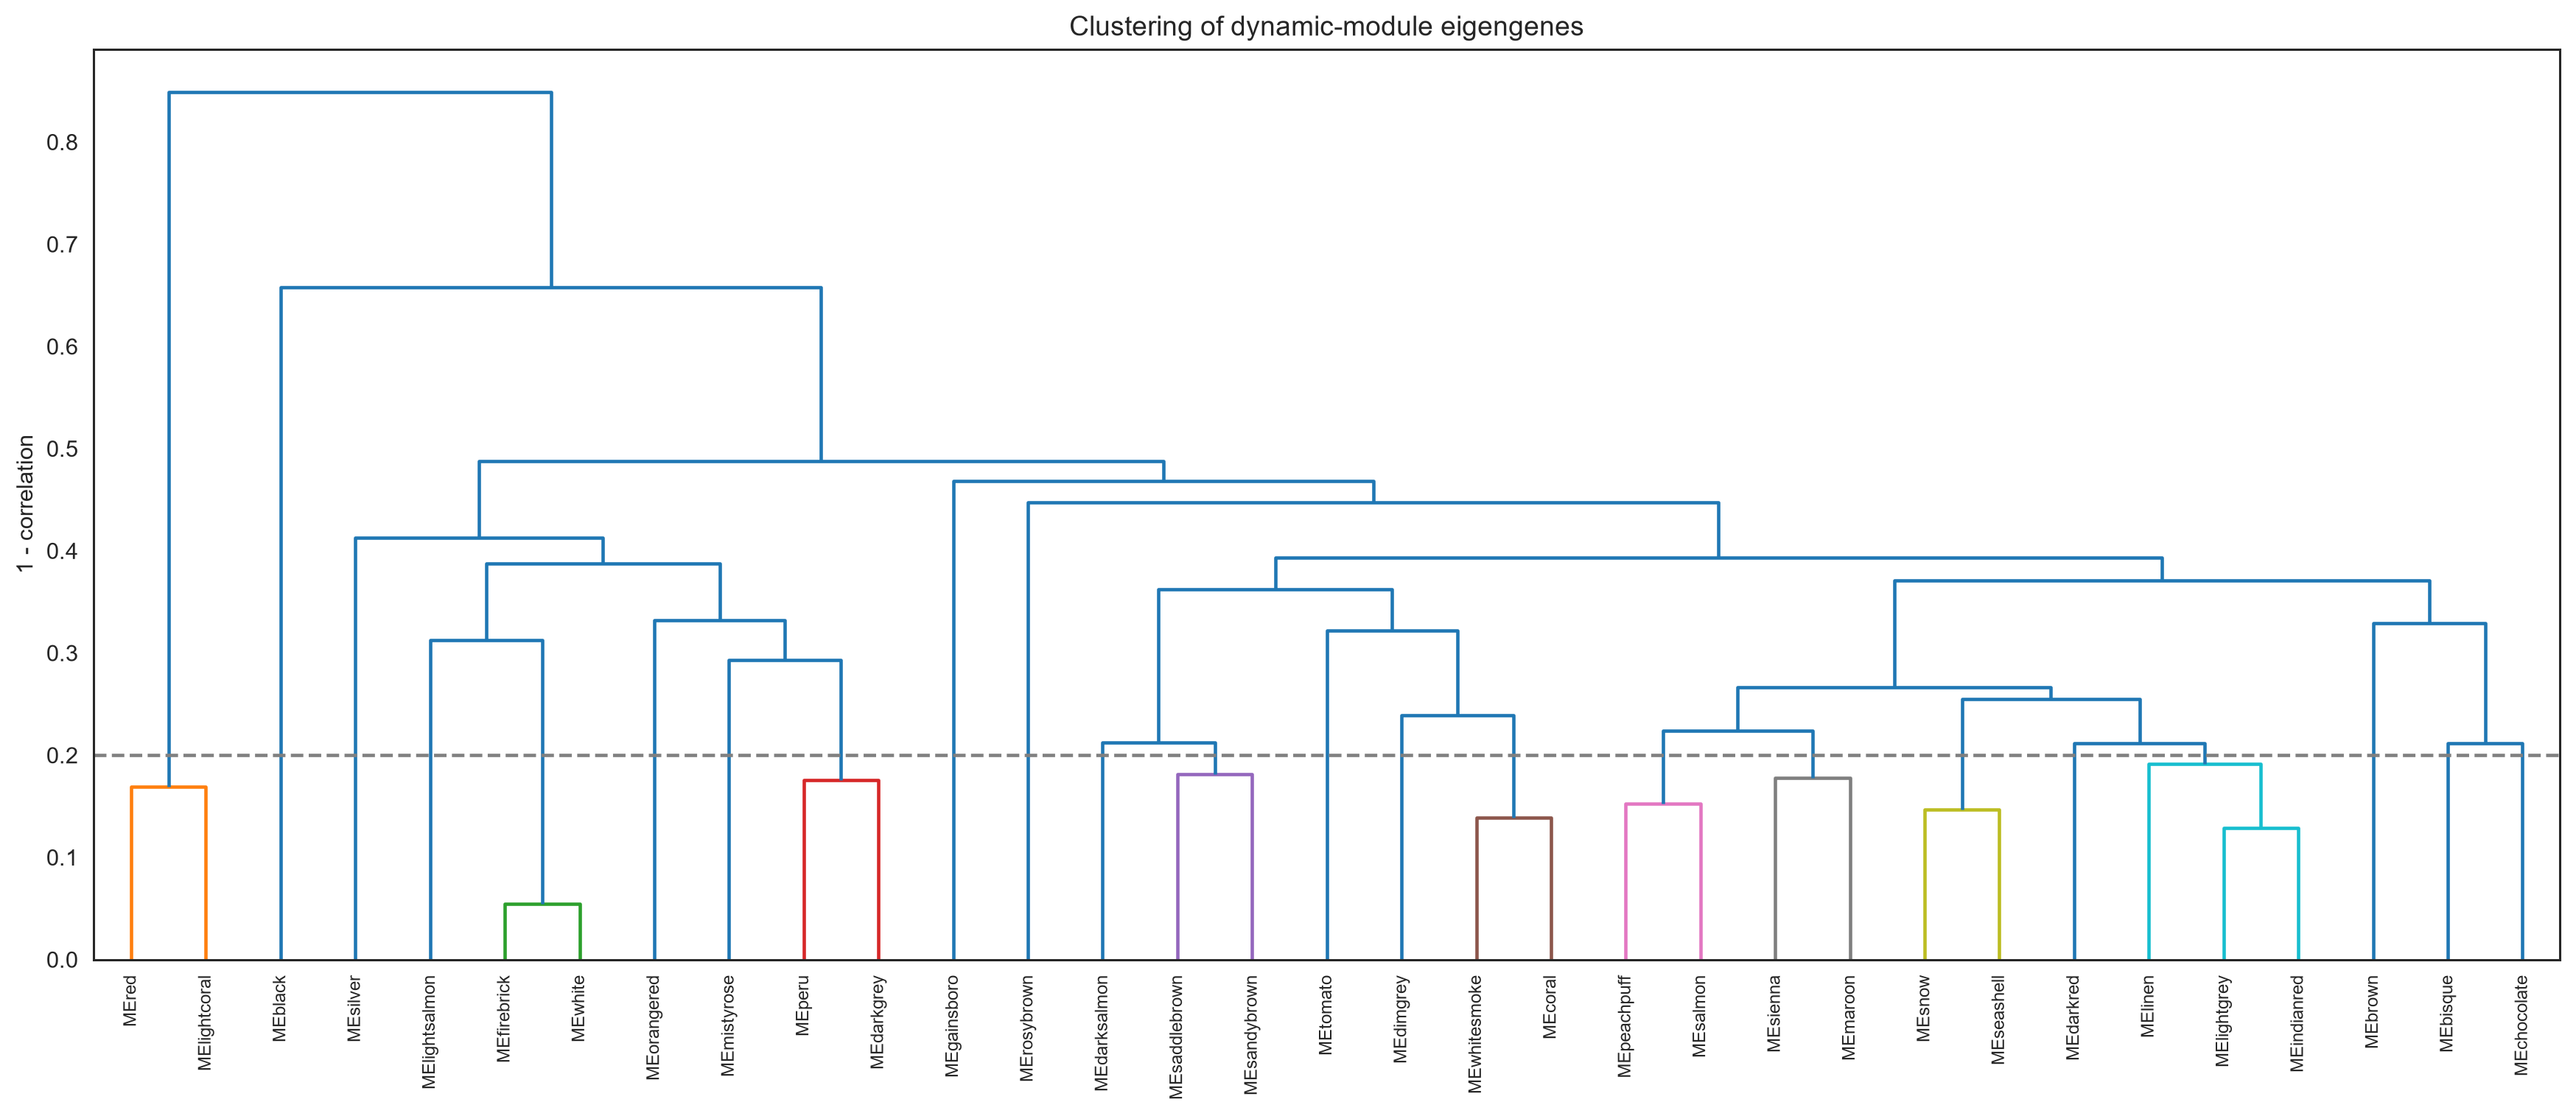 Clustering of dynamic-module eigengenes
1 - correlation
0.8
0.7
0.6
0.5
0.4
0.3
0.2
0.1
0.0
MEred
MElightcoral
MEblack
MEsilver
MElightsalmon
MEfirebrick
MEwhite
MEorangered
MEmistyrose
MEperu
MEdarkgrey
MEgainsboro
MErosybrown
MEdarksalmon
MEsaddlebrown
MEsandybrown
MEtomato
MEdimgrey
MEwhitesmoke
MEcoral
MEpeachpuff
MEsalmon
MEsienna
MEmaroon
MEsnow
MEseashell
MEdarkred
MElinen
MElightgrey
MEindianred
MEbrown
MEbisque
MEchocolate